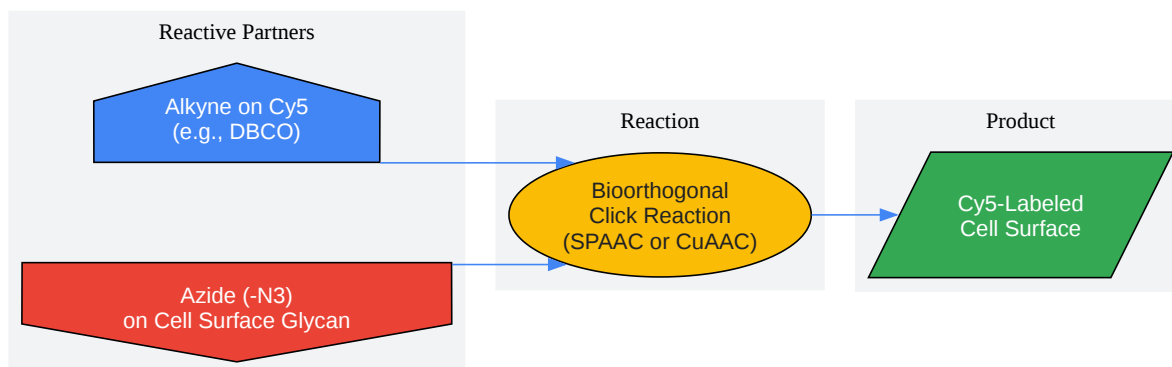 Reactive Partners
Alkyne on Cy5
(e.g., DBCO)
Azide (-N3)
on Cell Surface Glycan
Reaction
Bioorthogonal
Click Reaction
(SPAAC or CuAAC)
Product
Cy5-Labeled
Cell Surface